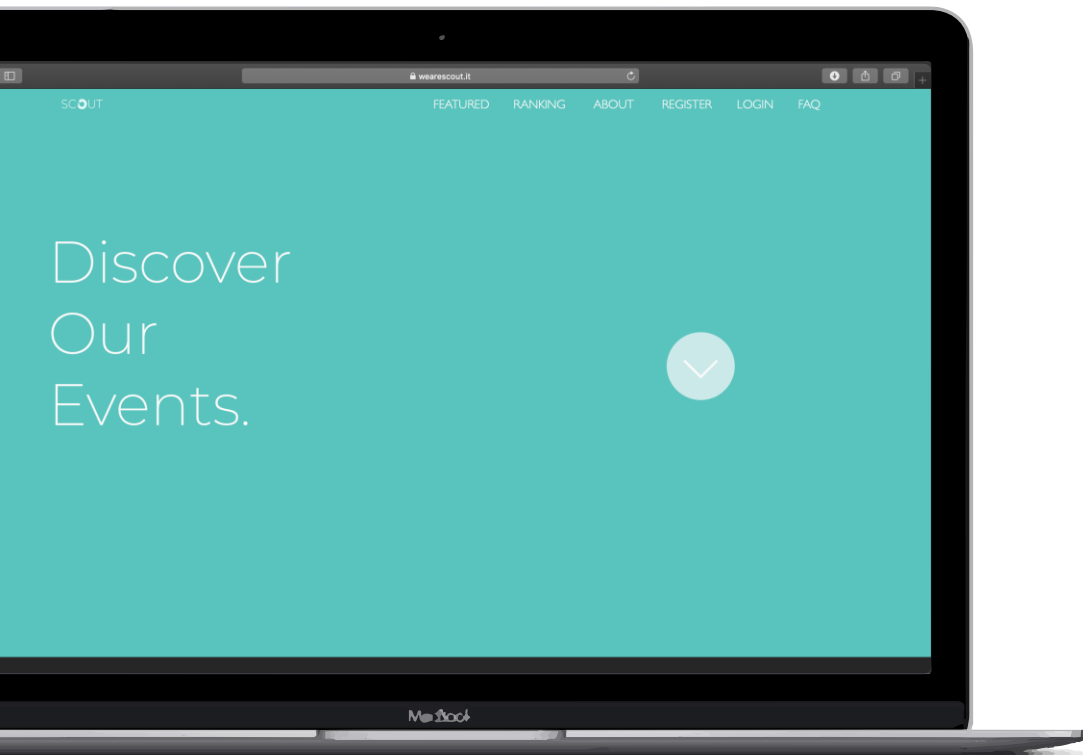 wearescout.it
SCOUT
FEATURED RANKING ABOUT REGISTER LOGIN FAQ
Discover
Our
Events.